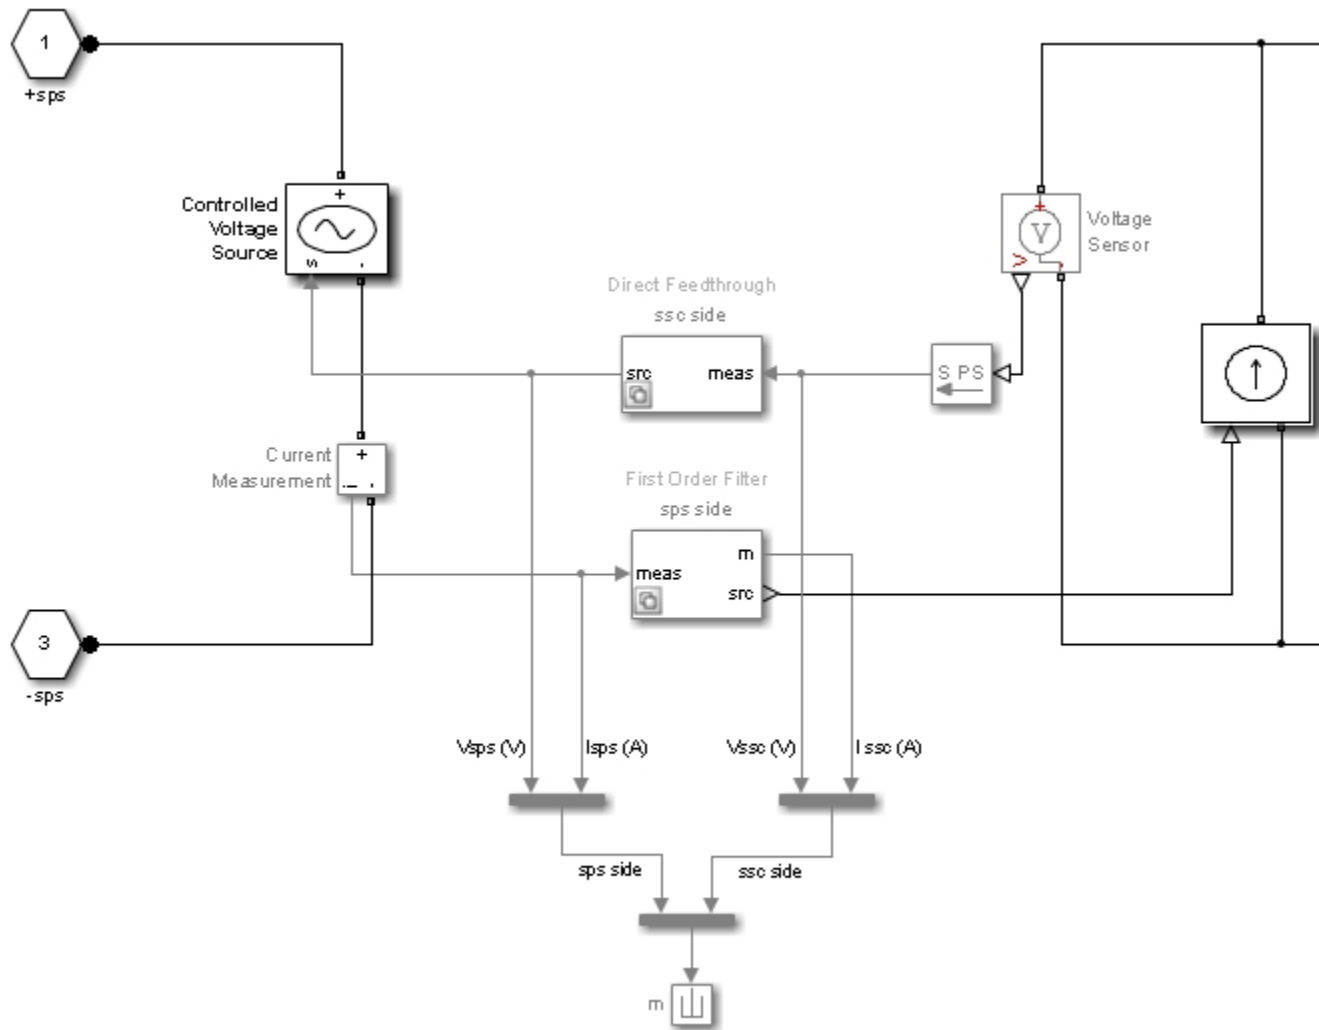 1
+sps
Controlled
Voltage
Source
+
s
-
Voltage
Sensor
+
V
V
-
Direct Feedthrough
ssc side
src
meas
S PS
Current
Measurement
+
i
-
First Order Filter
sps side
m
meas
src
3
-sps
Vsps (V)
Isps (A)
Vssc (V)
I ssc (A)
sps side
ssc side
m